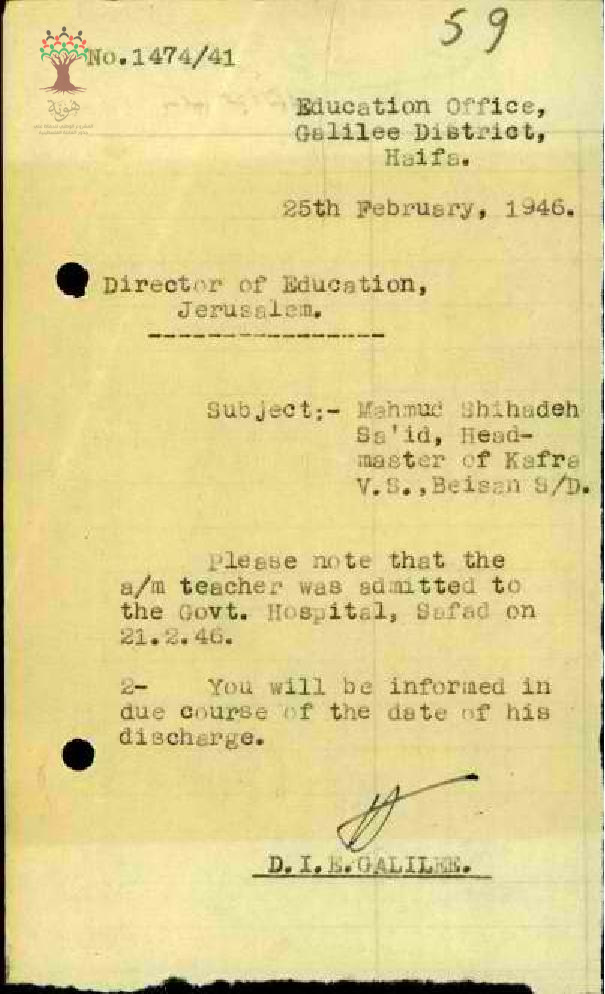 59
No.1474/41
هوية
Education Office,
Galilee District,
Haifa.
25th February, 1946.
Director of Education,
Jerusalem.
Subject:- Mahmud Shihadeh
Sa'id, Head-
master of Kafra
V.S.,Beisan S/D.
Please note that the
a/m teacher was admitted to
the Govt. Hospital, Safad on
21.2.46.
2- You will be informed in
due course of the date of his
discharge.
D.I.E.GALILEE.